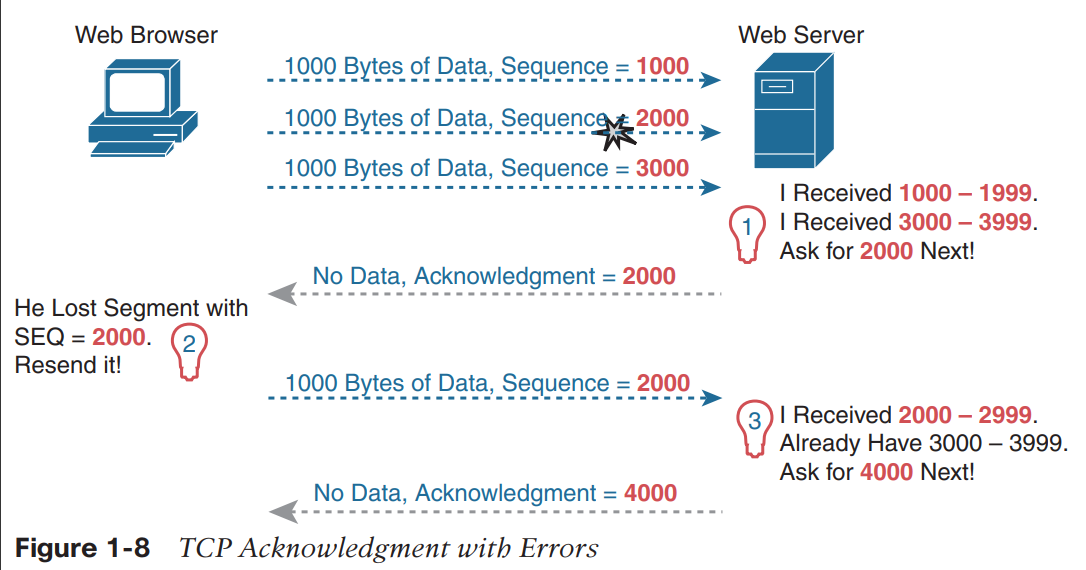 Web Browser
Web Server
1000 Bytes of Data, Sequence = 1000
1000 Bytes of Data, Sequence = 2000
1000 Bytes of Data, Sequence = 3000
I Received 1000 – 1999.
1
I Received 3000 – 3999.
Ask for 2000 Next!
No Data, Acknowledgment = 2000
He Lost Segment with
SEQ = 2000.
2
Resend it!
1000 Bytes of Data, Sequence = 2000
3
I Received 2000 – 2999.
Already Have 3000 – 3999.
Ask for 4000 Next!
No Data, Acknowledgment = 4000
Figure 1-8 TCP Acknowledgment with Errors